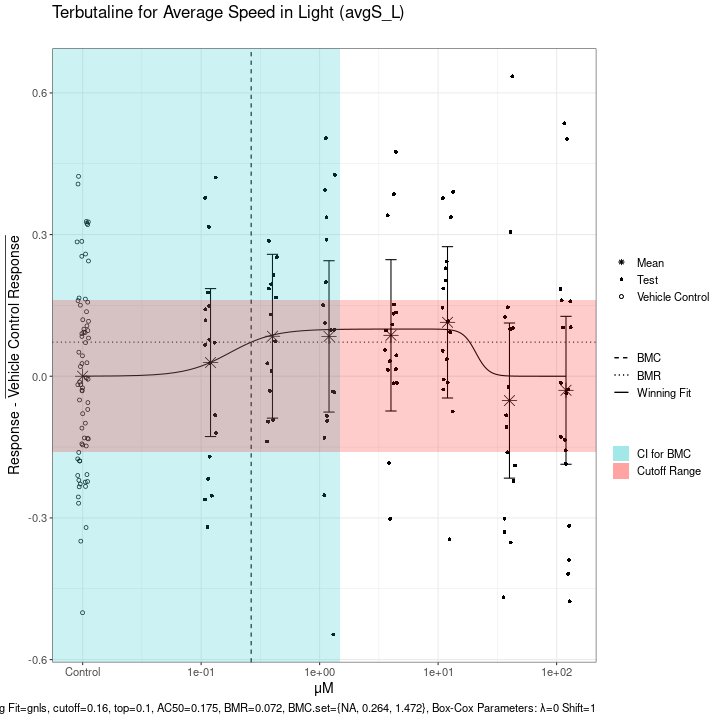 Terbutaline for Average Speed in Light (avgS_L)
Response - Vehicle Control Response
0.6
0.3
0.0
-0.3
-0.6
Control
1e-01
1e+00
1e+01
1e+02
μM
Mean
Test
Vehicle Control
BMC
BMR
Winning Fit
CI for BMC
Cutoff Range
g Fit=gnls, cutoff=0.16, top=0.1, AC50=0.175, BMR=0.072, BMC.set={NA, 0.264, 1.472}, Box-Cox Parameters: λ=0 Shift=1